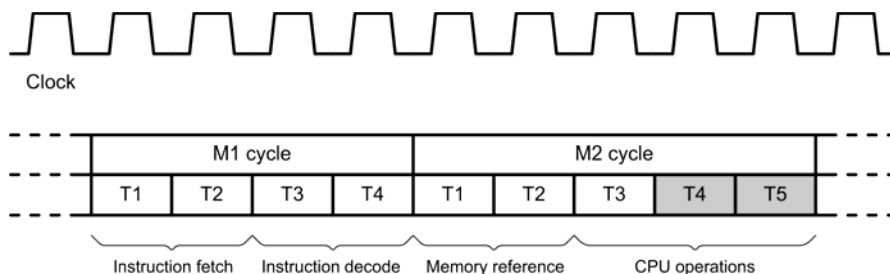 Clock
M1 cycle M2 cycle
T1 T2 T3 T4 T1 T2 T3 T4 T5
Instruction fetch Instruction decode Memory reference CPU operations